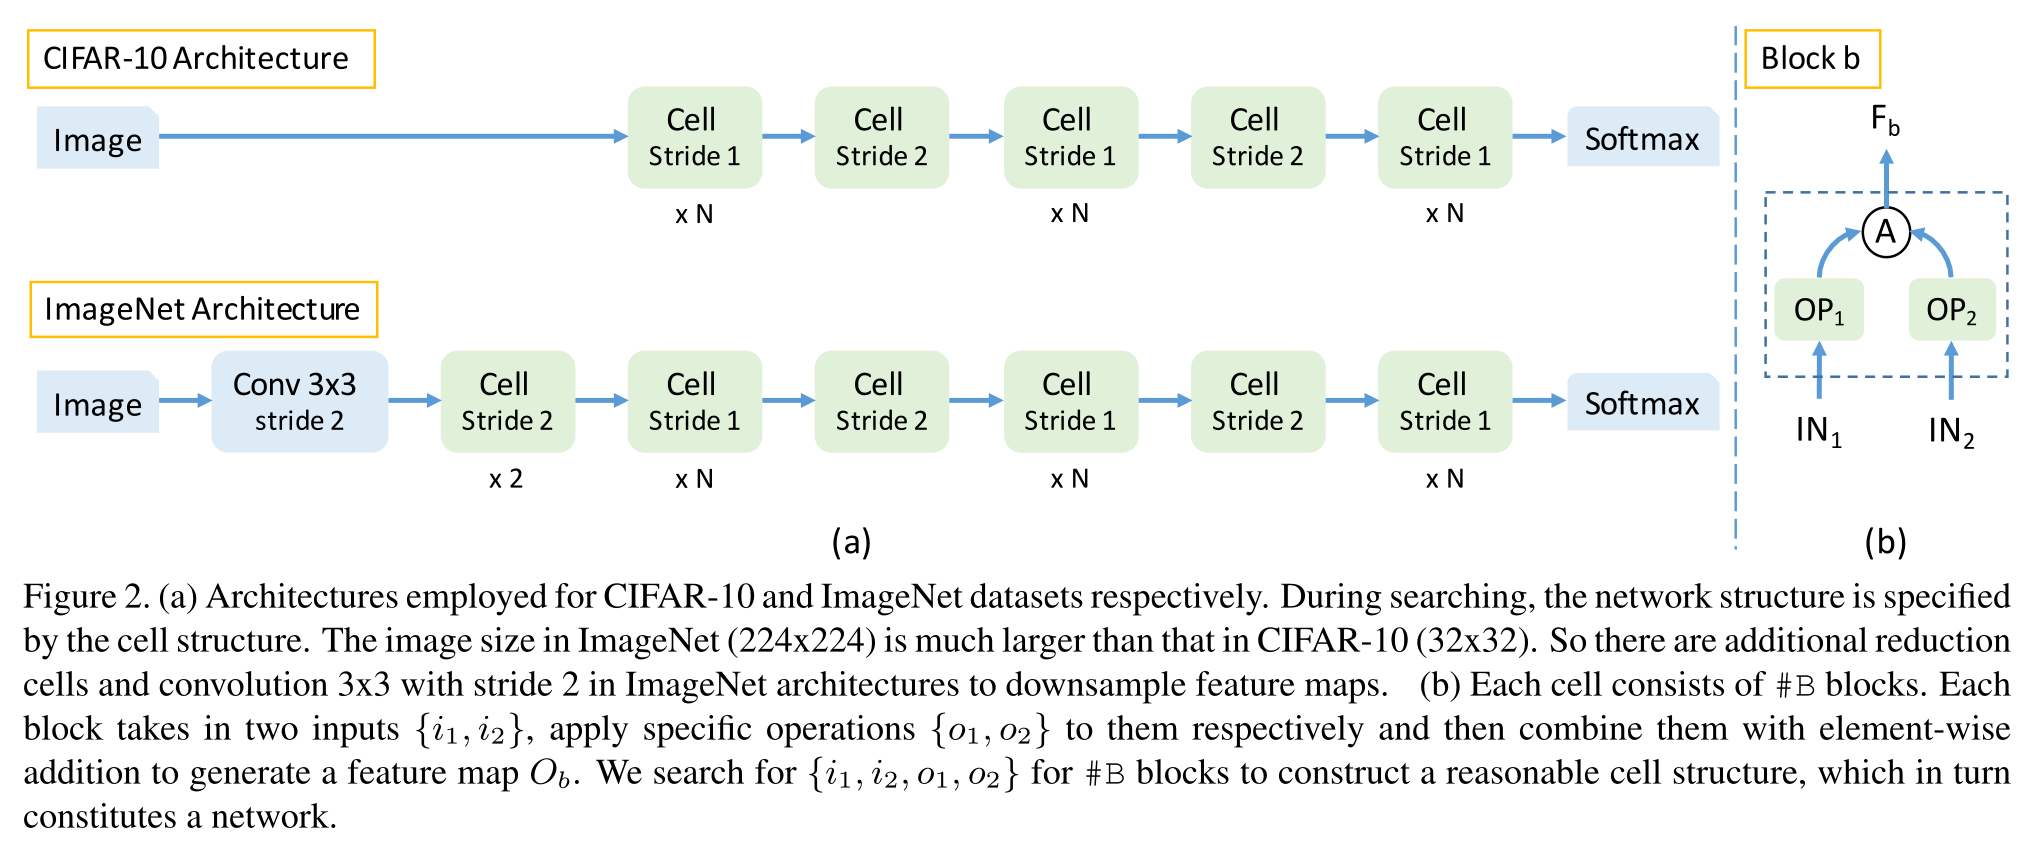 CIFAR-10 Architecture
Image
Cell
Stride 1
x N
Cell
Stride 2
Cell
Stride 1
x N
Cell
Stride 2
Cell
Stride 1
x N
Softmax
ImageNet Architecture
Image
Conv 3x3
stride 2
Cell
Stride 2
x 2
Cell
Stride 1
x N
Cell
Stride 2
Cell
Stride 1
x N
Cell
Stride 2
Cell
Stride 1
x N
Softmax
(a)
Block b
F_b
A
OP_1
OP_2
IN_1
IN_2
(b)
Figure 2. (a) Architectures employed for CIFAR-10 and ImageNet datasets respectively. During searching, the network structure is specified
by the cell structure. The image size in ImageNet (224x224) is much larger than that in CIFAR-10 (32x32). So there are additional reduction
cells and convolution 3x3 with stride 2 in ImageNet architectures to downsample feature maps. (b) Each cell consists of #B blocks. Each
block takes in two inputs {i_1, i_2}, apply specific operations {o_1, o_2} to them respectively and then combine them with element-wise
addition to generate a feature map O_b. We search for {i_1, i_2, o_1, o_2} for #B blocks to construct a reasonable cell structure, which in turn
constitutes a network.